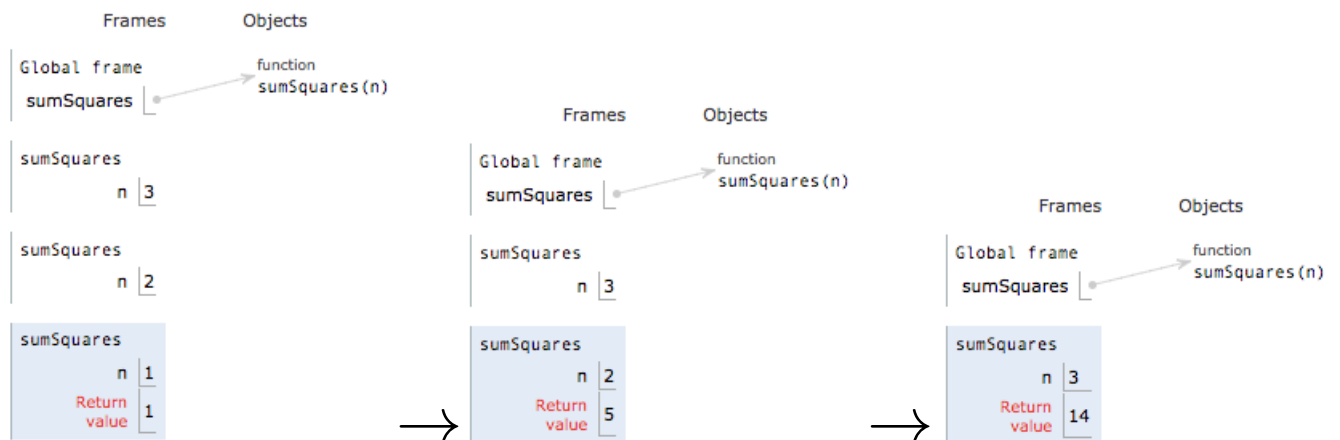 Frames Objects
Global frame
function
sumSquares(n)
sumSquares
sumSquares
n 3
sumSquares
n 2
sumSquares
n 1
Return
value 1
Frames Objects
Global frame
function
sumSquares(n)
sumSquares
sumSquares
n 3
sumSquares
n 2
Return
value 5
Frames Objects
Global frame
function
sumSquares(n)
sumSquares
sumSquares
n 3
Return
value 14